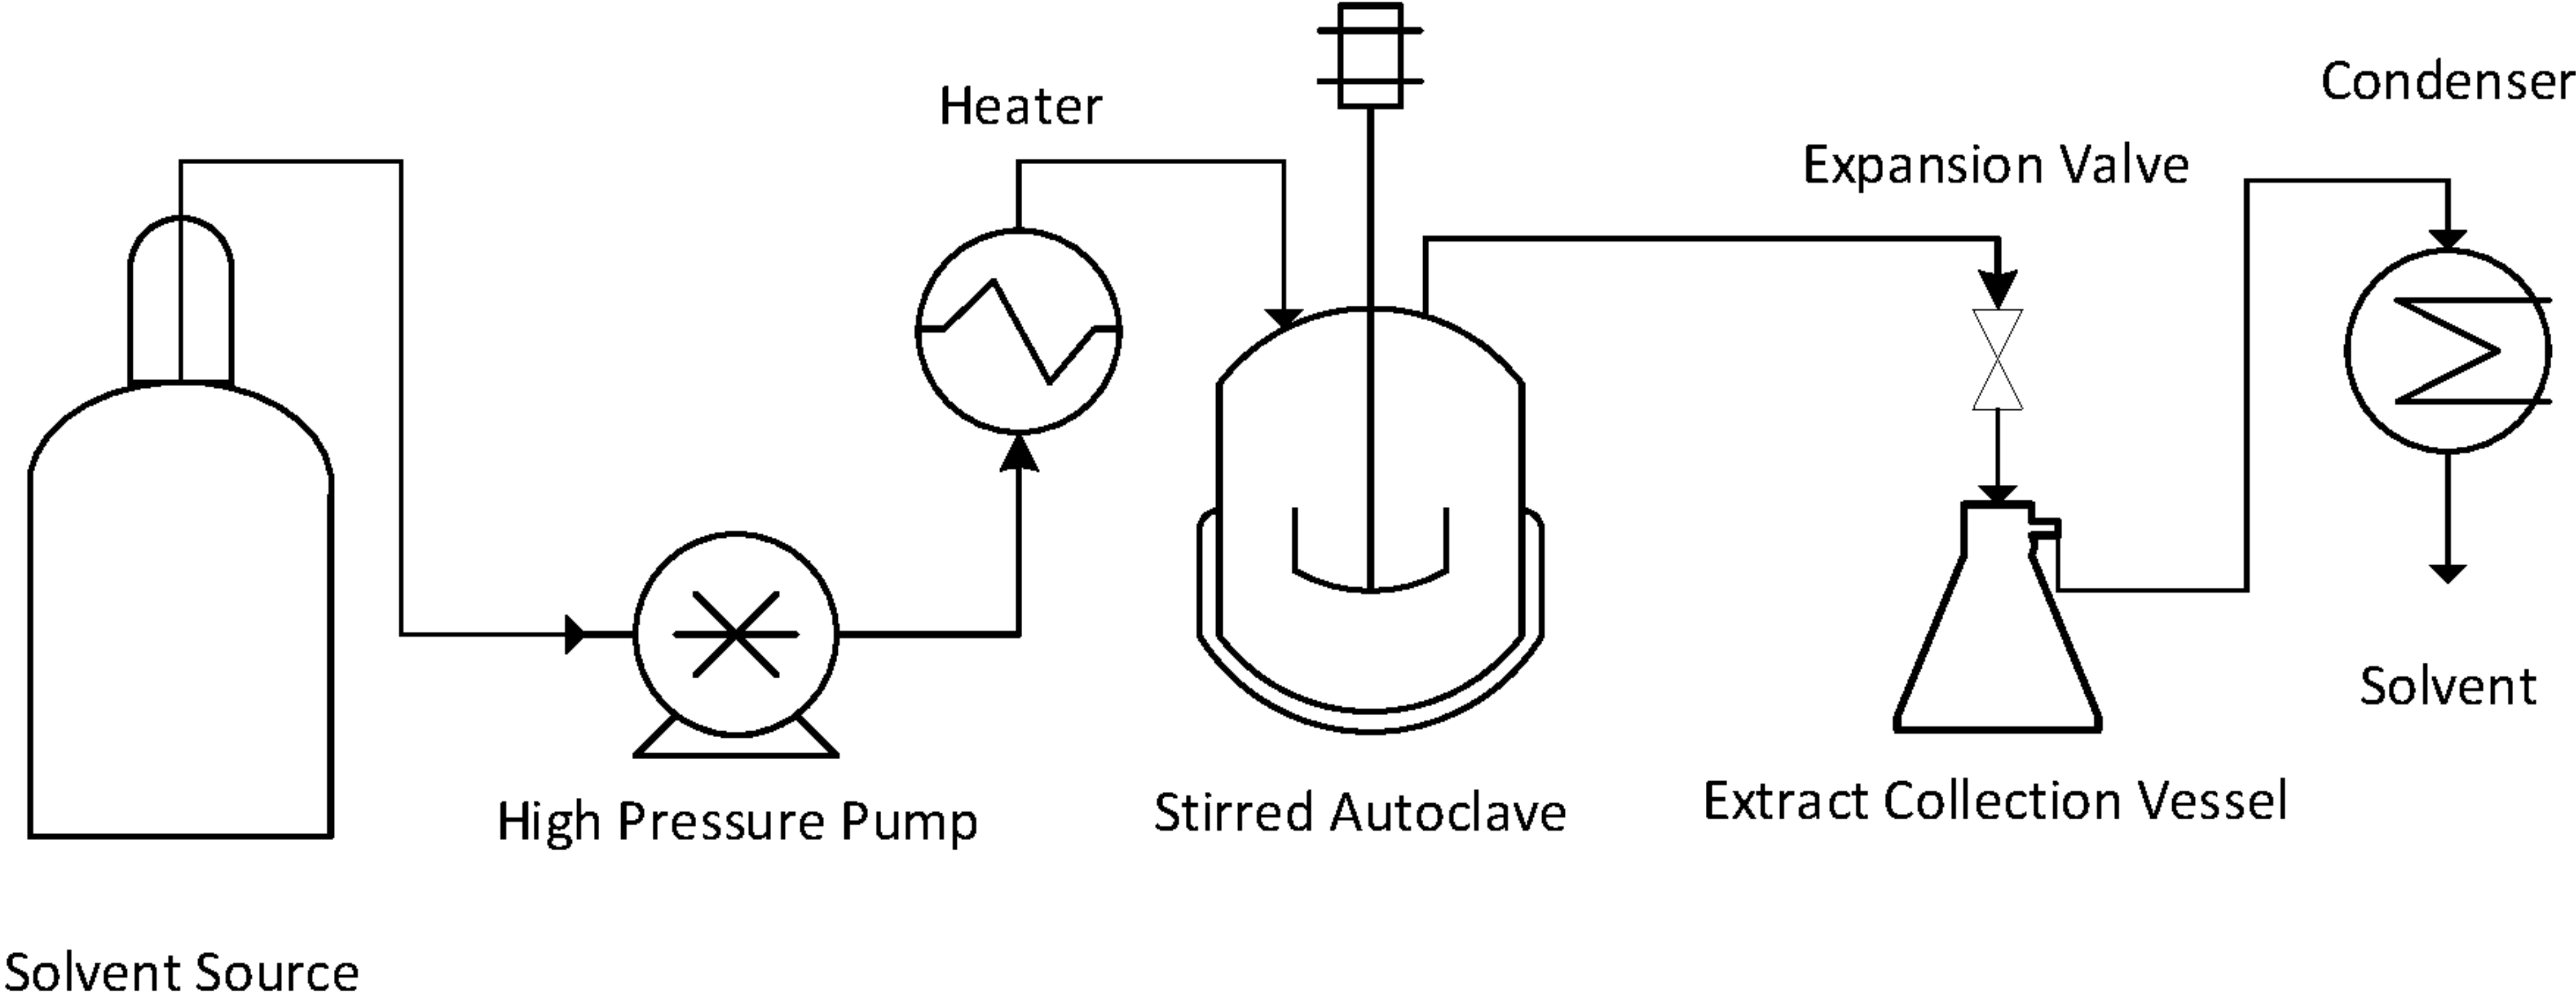 Condenser
Heater
Expansion Valve
Solvent
Stirred Autoclave
Extract Collection Vessel
High Pressure Pump
Solvent Source